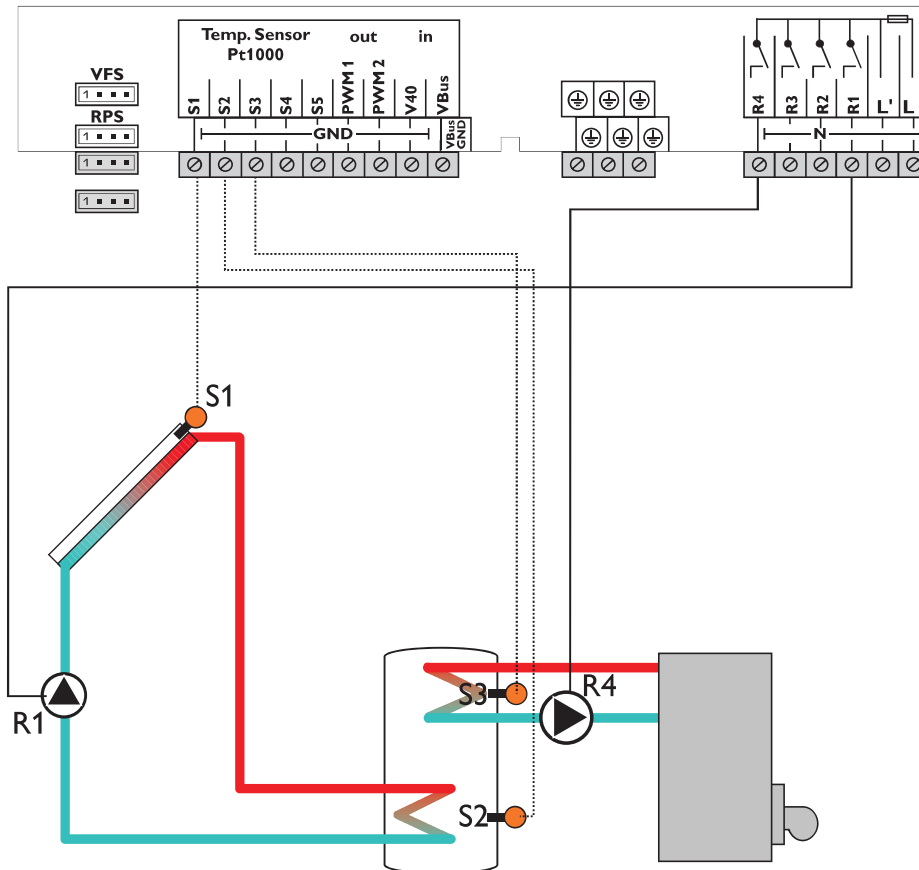 Temp. Sensor out in
Pt1000
VFS
1
RPS
1
1
1
S1 S2 S3 S4 S5 PWM 1 PWM 2 V40 VBus
GND
VBus GND
R4 R3 R2 R1 L' L
N
S1
R1
S3
R4
S2